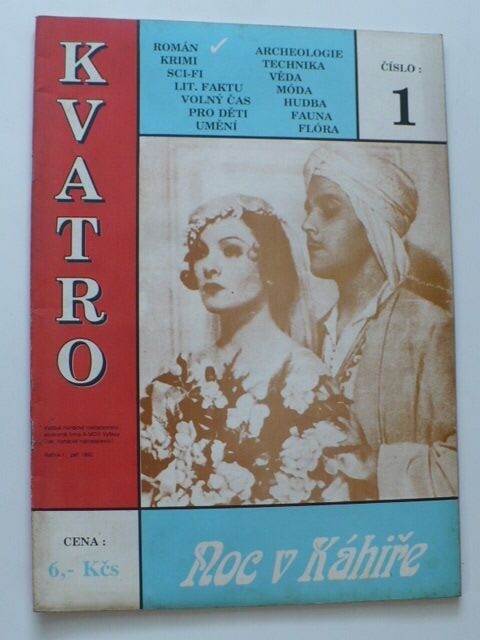 KVATRO
ROMÁN
KRIMI
SCI-FI
LIT. FAKTU
VOLNÝ ČAS
PRO DĚTI
UMĚNÍ
ARCHEOLOGIE
TECHNIKA
VĚDA
MÓDA
HUDBA
FAUNA
FLÓRA
ČÍSLO :
1
CENA :
6,- Kčs
Noc v Káhiře